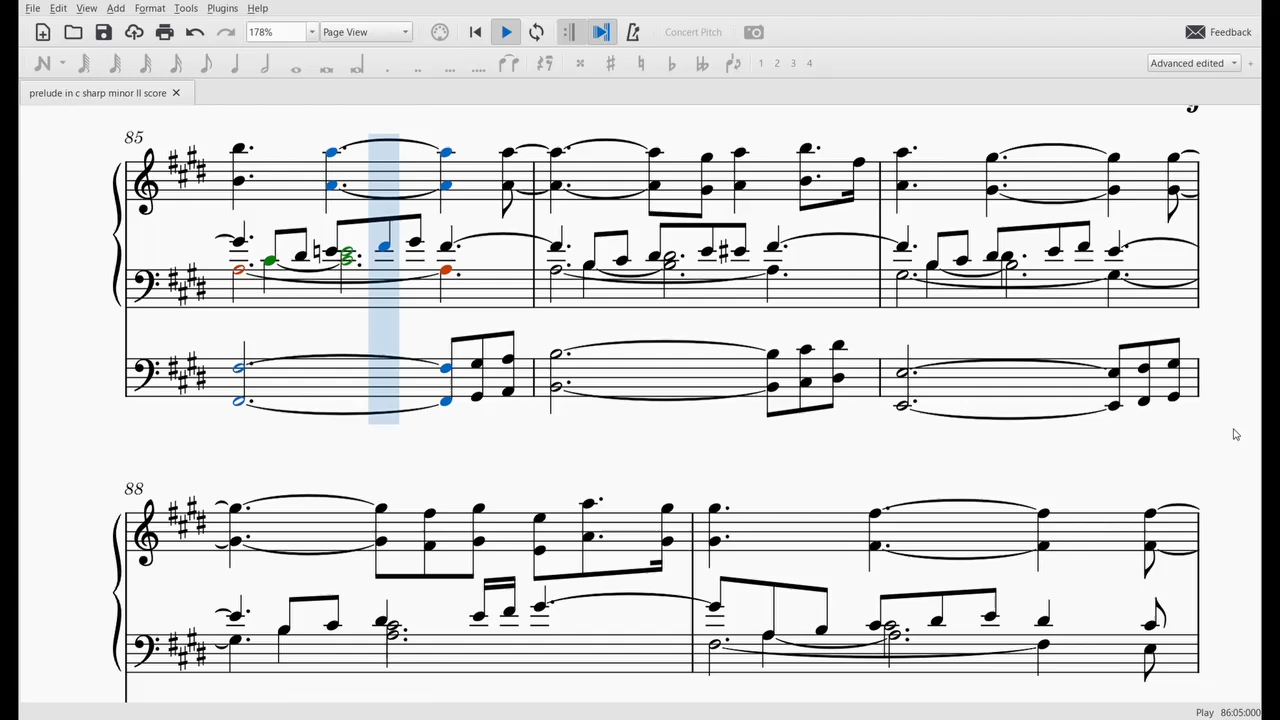 File Edit View Add Format Tools Plugins Help
178% Page View Concert Pitch Feedback
1 2 3 4 Advanced edited
prelude in c sharp minor II score
85
88
Play 86:05:000